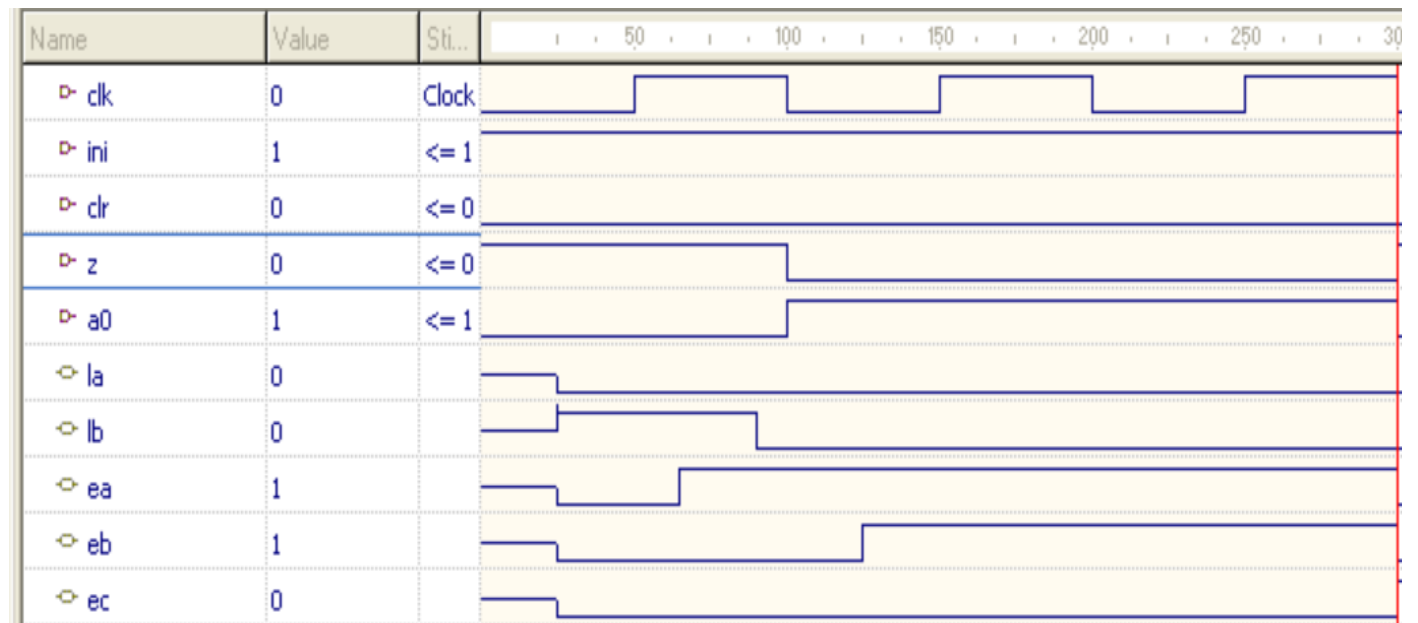 Name Value Sti... 50 100 150 200 250 30
clk 0 Clock
ini 1 <= 1
clr 0 <= 0
z 0 <= 0
a0 1 <= 1
la 0
lb 0
ea 1
eb 1
ec 0